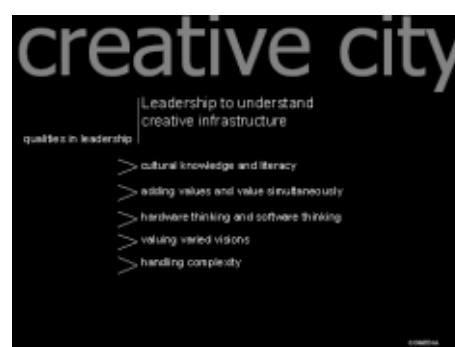 creative city
Leadership to understand
creative infrastructure
qualities in leadership
cultural knowledge and literacy
adding values and value simultaneously
hardware thinking and software thinking
valuing varied visions
handling complexity
COMEDIA